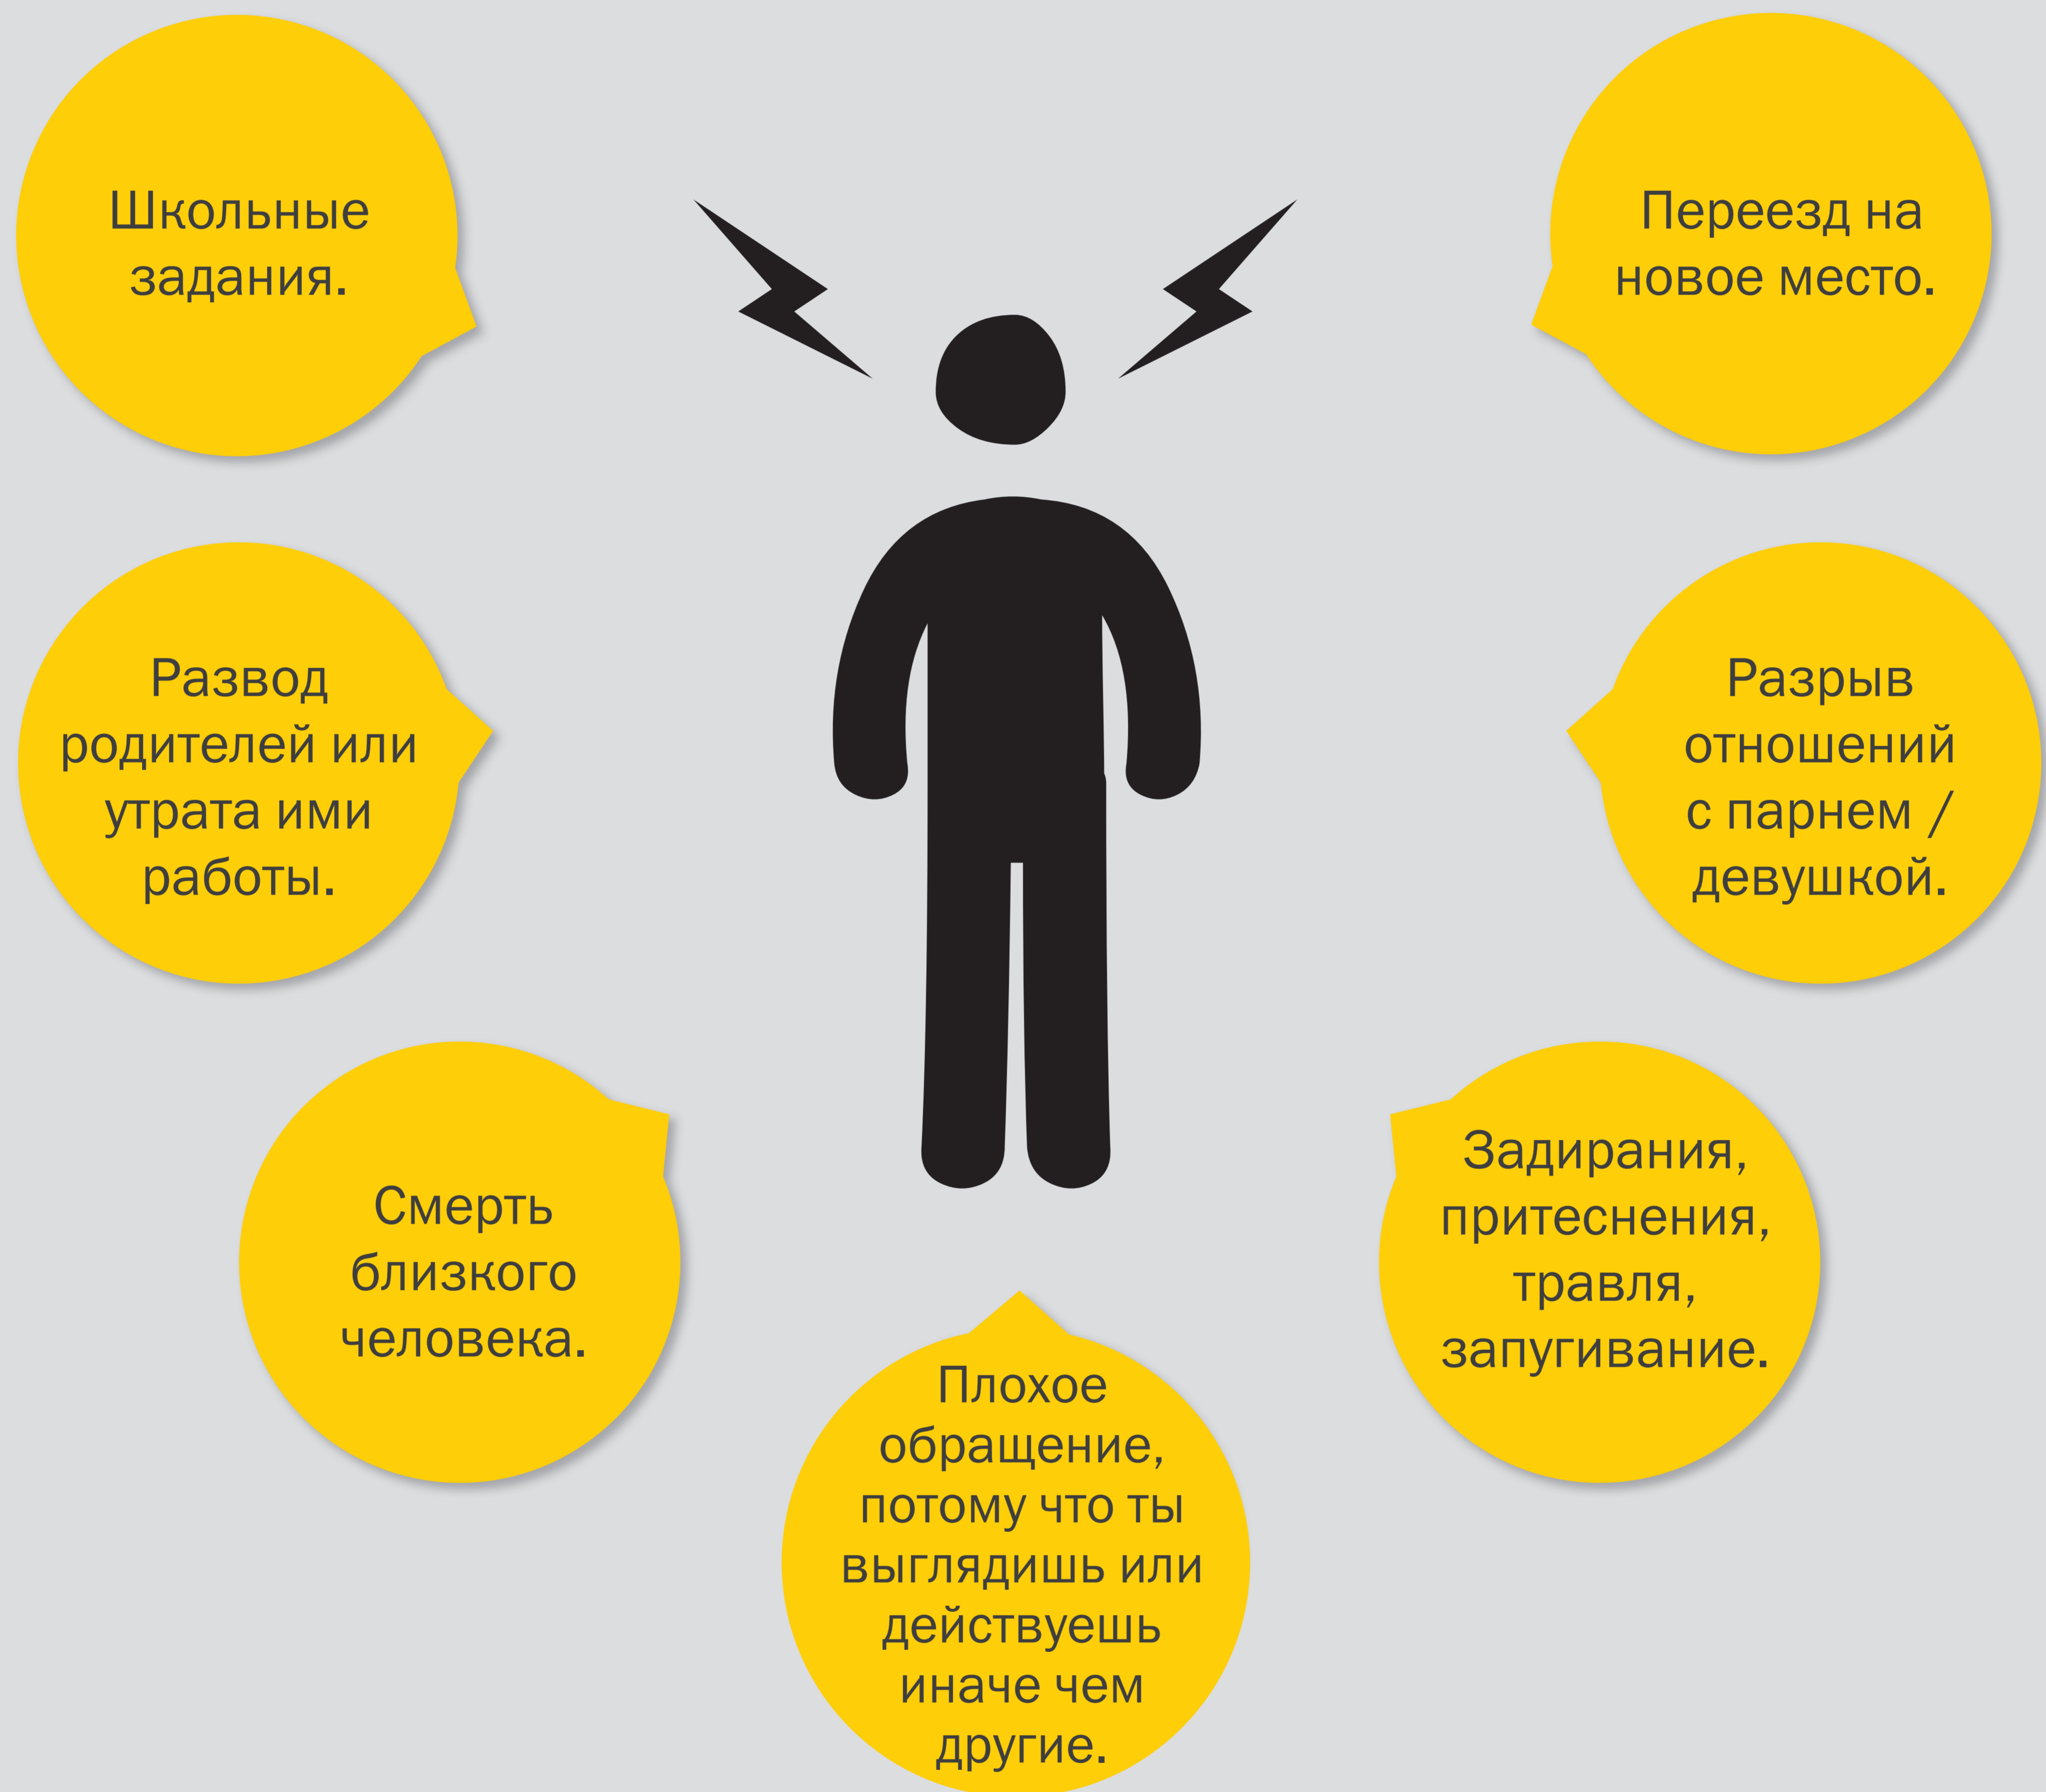 Школьные
задания.
Переезд на
новое место.
Развод
родителей или
утрата ими
работы.
Разрыв
отношений
с парнем /
девушкой.
Смерть
близкого
человека.
Задирания,
притеснения,
травля,
запугивание.
Плохое
обращение,
потому что ты
выглядишь или
действуешь
иначе чем
другие.